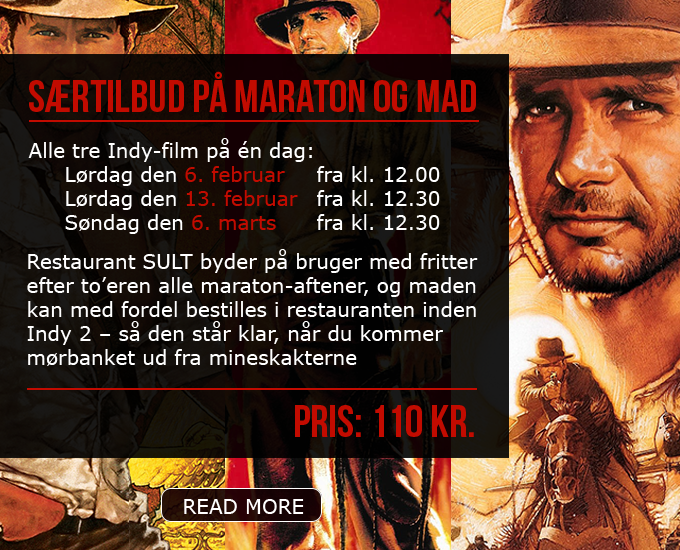 SÆRTILBUD PÅ MARATON OG MAD
Alle tre Indy-film på én dag:
Lørdag den 6. februar fra kl. 12.00
Lørdag den 13. februar fra kl. 12.30
Søndag den 6. marts fra kl. 12.30
Restaurant SULT byder på bruger med fritter
efter to’eren alle maraton-aftener, og maden
kan med fordel bestilles i restauranten inden
Indy 2 – så den står klar, når du kommer
mørbanket ud fra mineskakterne
PRIS: 110 KR.
READ MORE